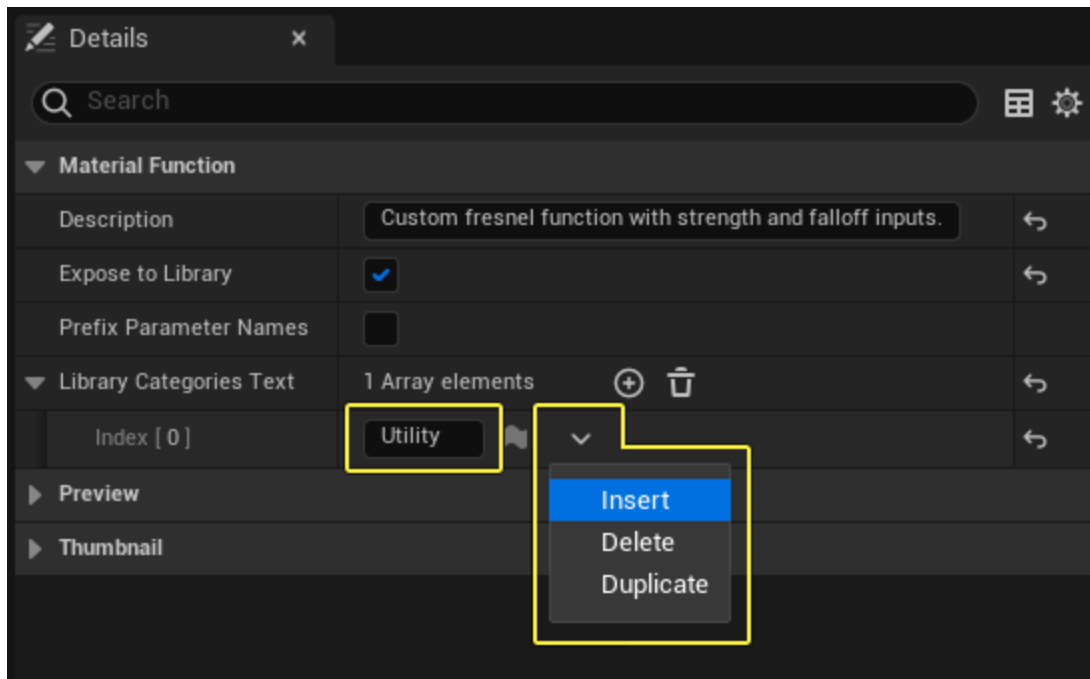 Details
Search
Material Function
Description Custom fresnel function with strength and falloff inputs.
Expose to Library
Prefix Parameter Names
Library Categories Text 1 Array elements
Index [ 0 ] Utility
Preview
Insert
Delete
Thumbnail
Duplicate